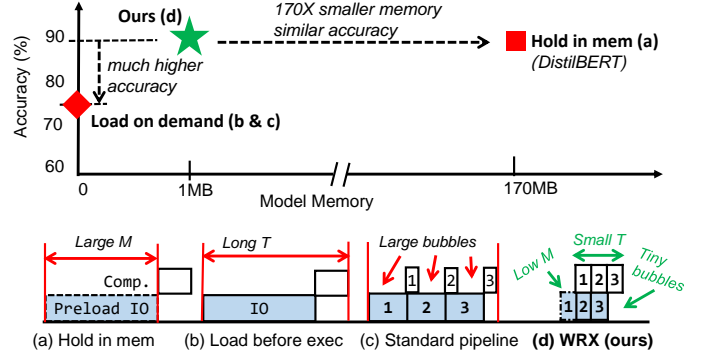 Accuracy (%)
90
80
70
60
Ours (d)
170X smaller memory
similar accuracy
Hold in mem (a)
(DistilBERT)
much higher
accuracy
Load on demand (b & c)
0
1MB
170MB
Model Memory
Large M
Comp.
Preload IO
(a) Hold in mem
Long T
IO
(b) Load before exec
Large bubbles
1
2
3
1
2
3
(c) Standard pipeline
Low M
Small T
Tiny
bubbles
1 2 3
1 2 3
(d) WRX (ours)